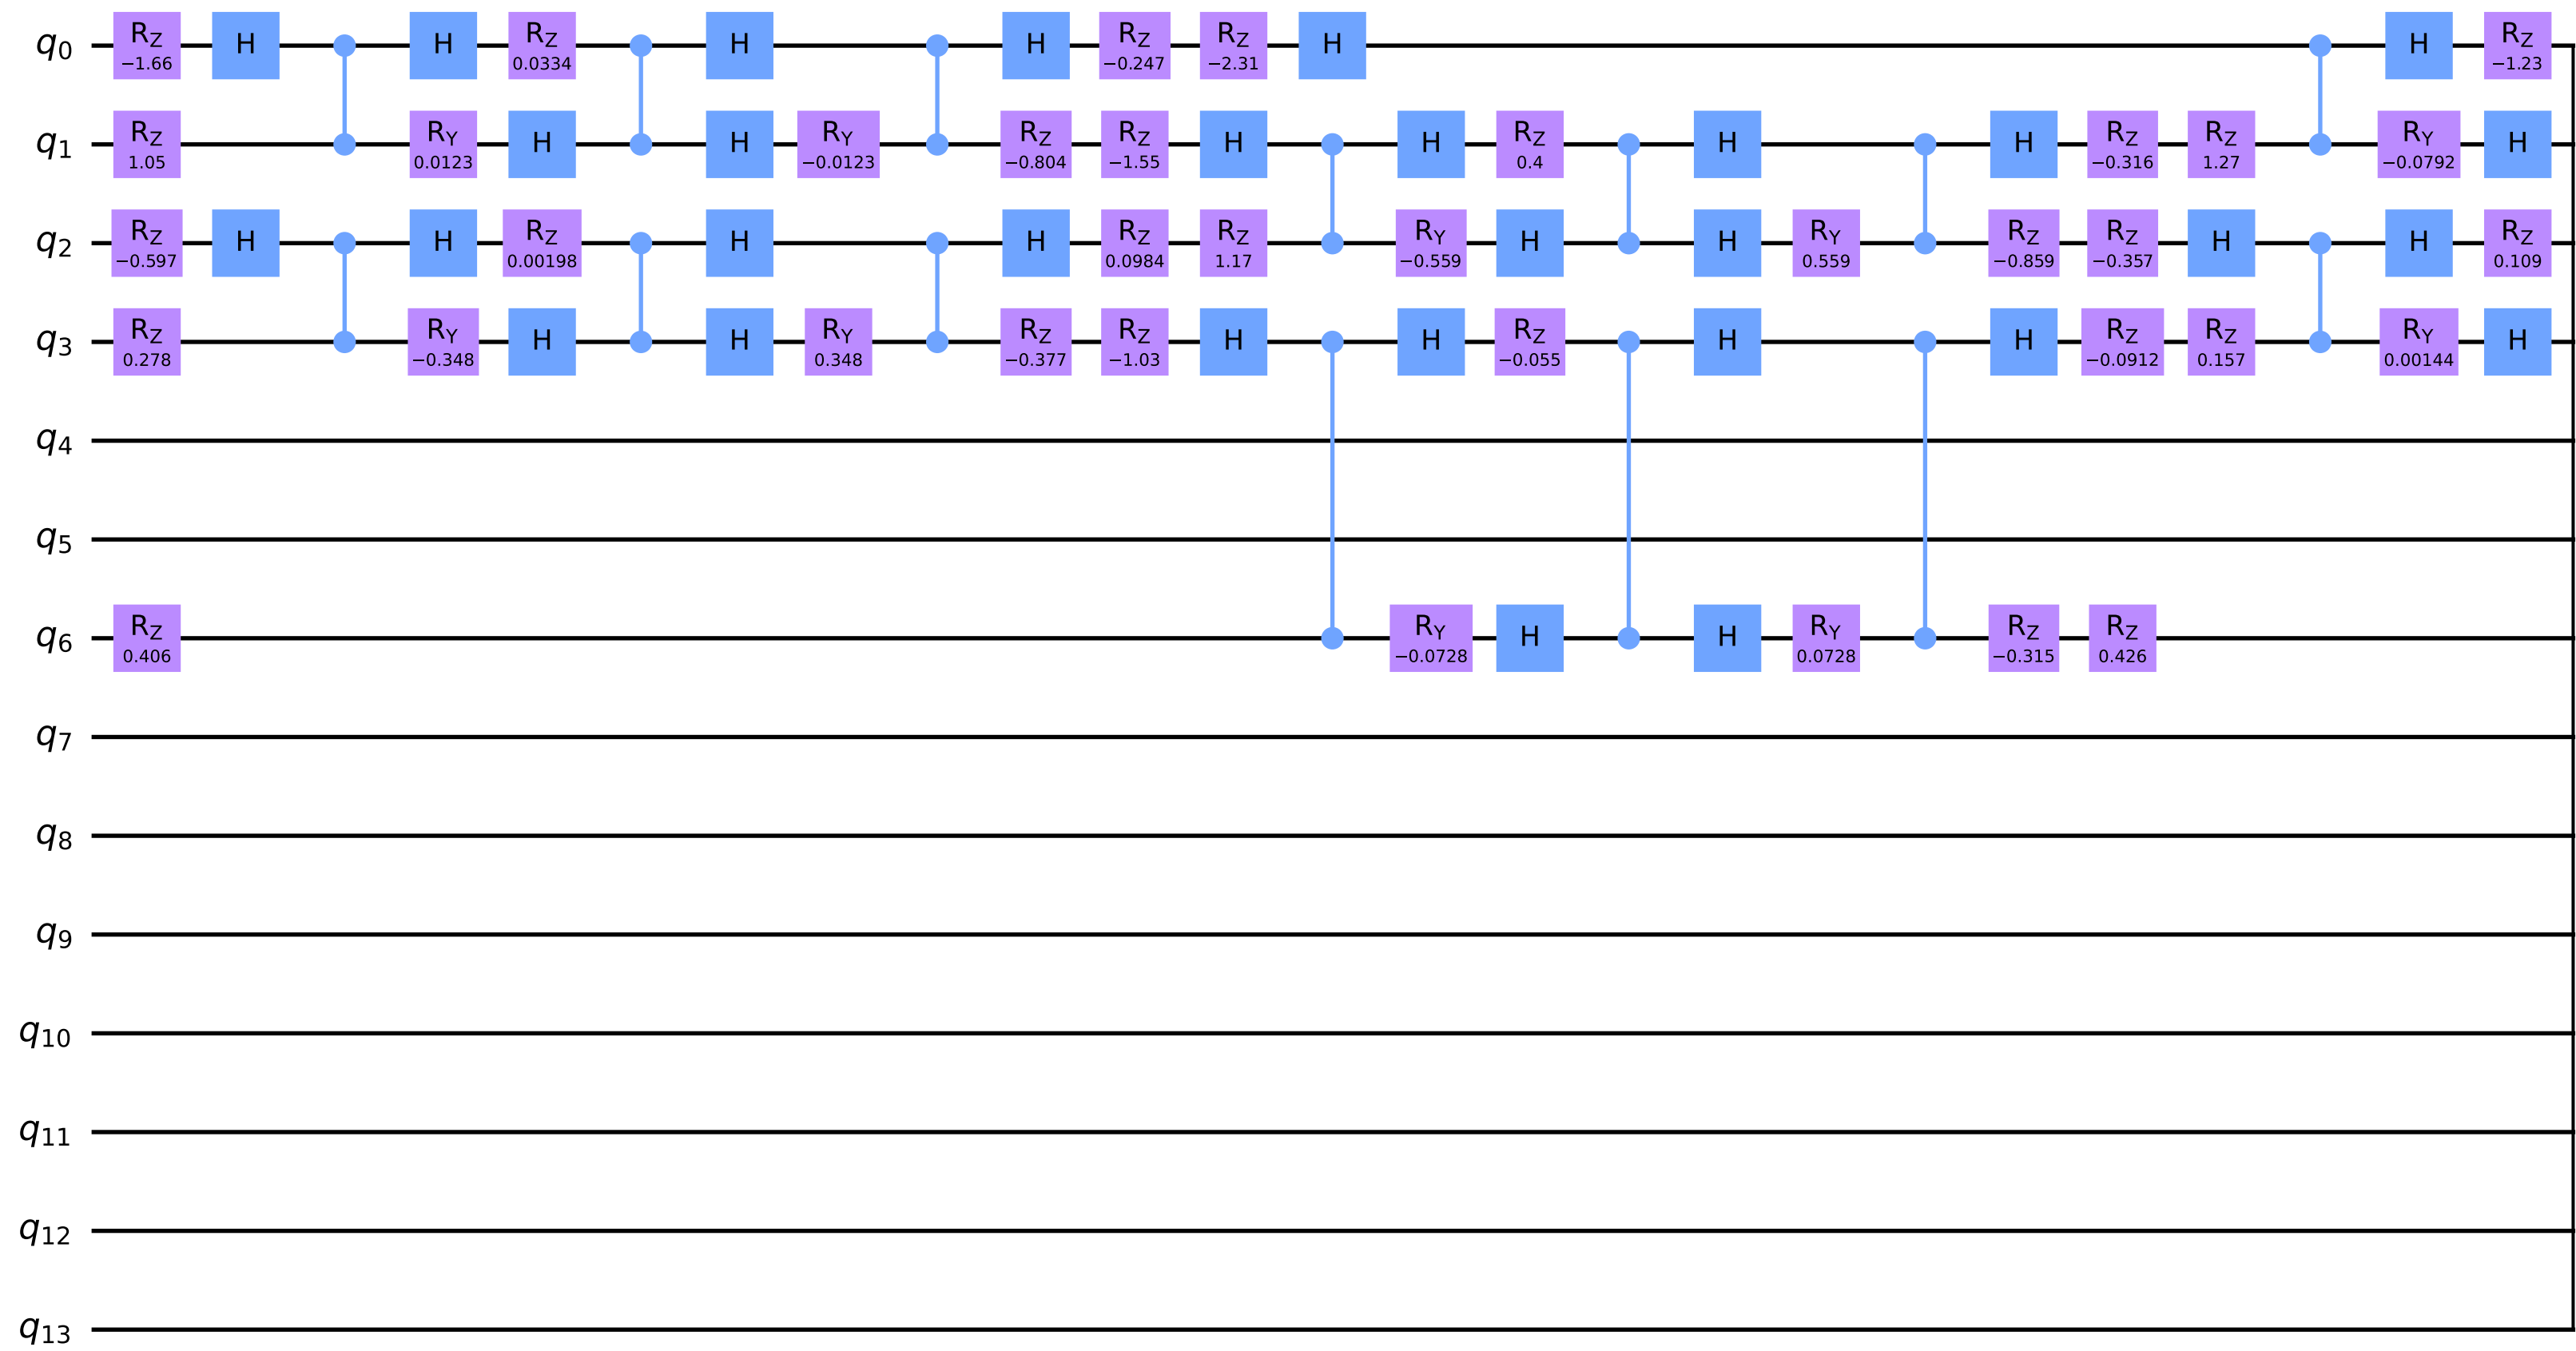 q0 RZ −1.66 H H RZ 0.0334 H H RZ −0.247 RZ −2.31 H H RZ −1.23
q1 RZ 1.05 RY 0.0123 H H RY −0.0123 RZ −0.804 RZ −1.55 H H RZ 0.4 H H RZ −0.316 RZ 1.27 RY −0.0792 H
q2 RZ −0.597 H H RZ 0.00198 H H RZ 0.0984 RZ 1.17 RY −0.559 H H RY 0.559 RZ −0.859 RZ −0.357 H H RZ 0.109
q3 RZ 0.278 RY −0.348 H H RY 0.348 RZ −0.377 RZ −1.03 H H RZ −0.055 H H RZ −0.0912 RZ 0.157 RY 0.00144 H
q4
q5
q6 RZ 0.406 RY −0.0728 H H RY 0.0728 RZ −0.315 RZ 0.426
q7
q8
q9
q10
q11
q12
q13